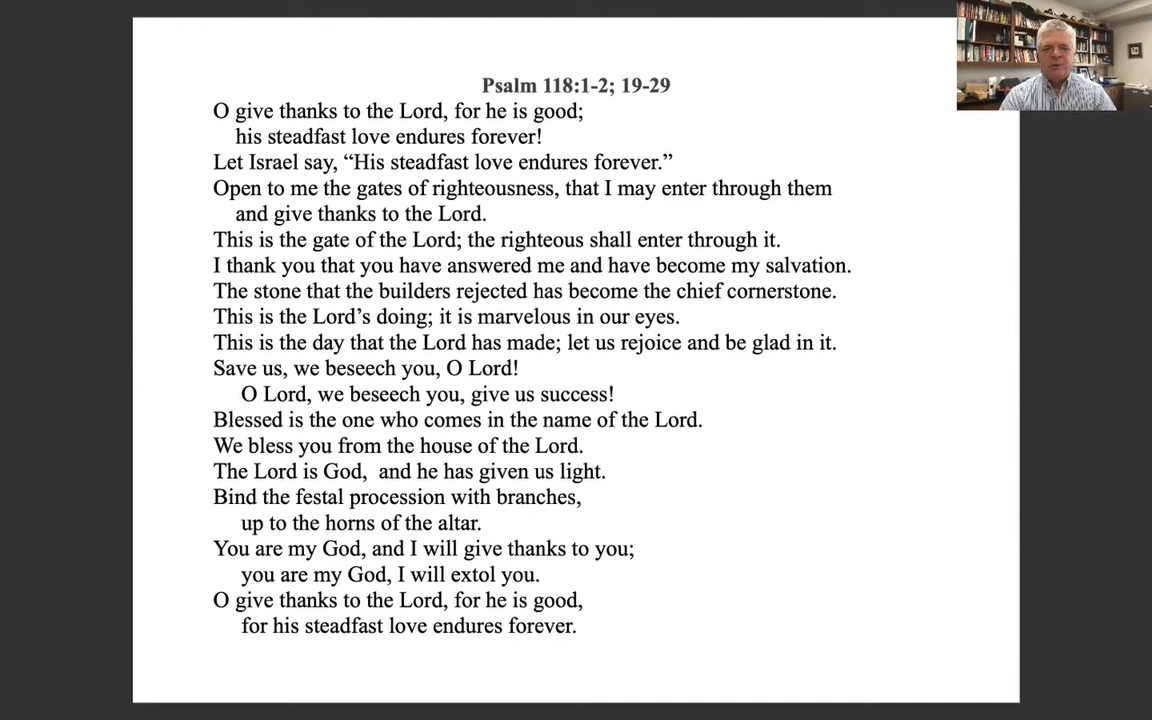 Psalm 118:1-2; 19-29
O give thanks to the Lord, for he is good;
his steadfast love endures forever!
Let Israel say, “His steadfast love endures forever.”
Open to me the gates of righteousness, that I may enter through them
and give thanks to the Lord.
This is the gate of the Lord; the righteous shall enter through it.
I thank you that you have answered me and have become my salvation.
The stone that the builders rejected has become the chief cornerstone.
This is the Lord’s doing; it is marvelous in our eyes.
This is the day that the Lord has made; let us rejoice and be glad in it.
Save us, we beseech you, O Lord!
O Lord, we beseech you, give us success!
Blessed is the one who comes in the name of the Lord.
We bless you from the house of the Lord.
The Lord is God,  and he has given us light.
Bind the festal procession with branches,
up to the horns of the altar.
You are my God, and I will give thanks to you;
you are my God, I will extol you.
O give thanks to the Lord, for he is good,
for his steadfast love endures forever.